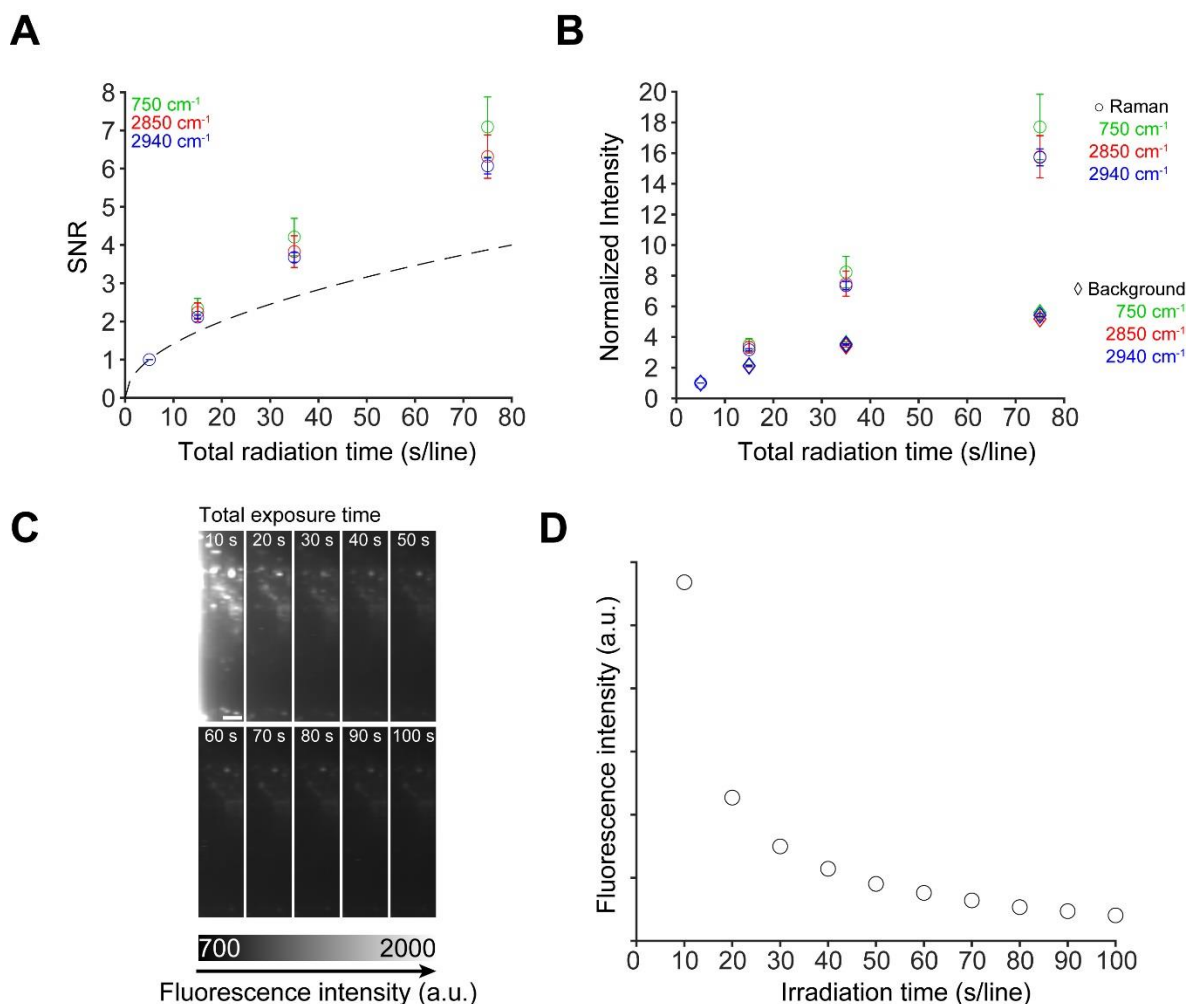 A
SNR
8
7
6
5
4
3
2
1
0
750 cm⁻¹
2850 cm⁻¹
2940 cm⁻¹
0 10 20 30 40 50 60 70 80
Total radiation time (s/line)
B
Normalized Intensity
20
18
16
14
12
10
8
6
4
2
0
Raman
750 cm⁻¹
2850 cm⁻¹
2940 cm⁻¹
Background
750 cm⁻¹
2850 cm⁻¹
2940 cm⁻¹
0 10 20 30 40 50 60 70 80
Total radiation time (s/line)
C
Total exposure time
10 s 20 s 30 s 40 s 50 s
60 s 70 s 80 s 90 s 100 s
700 2000
Fluorescence intensity (a.u.)
D
Fluorescence intensity (a.u.)
0 10 20 30 40 50 60 70 80 90 100
Irradiation time (s/line)